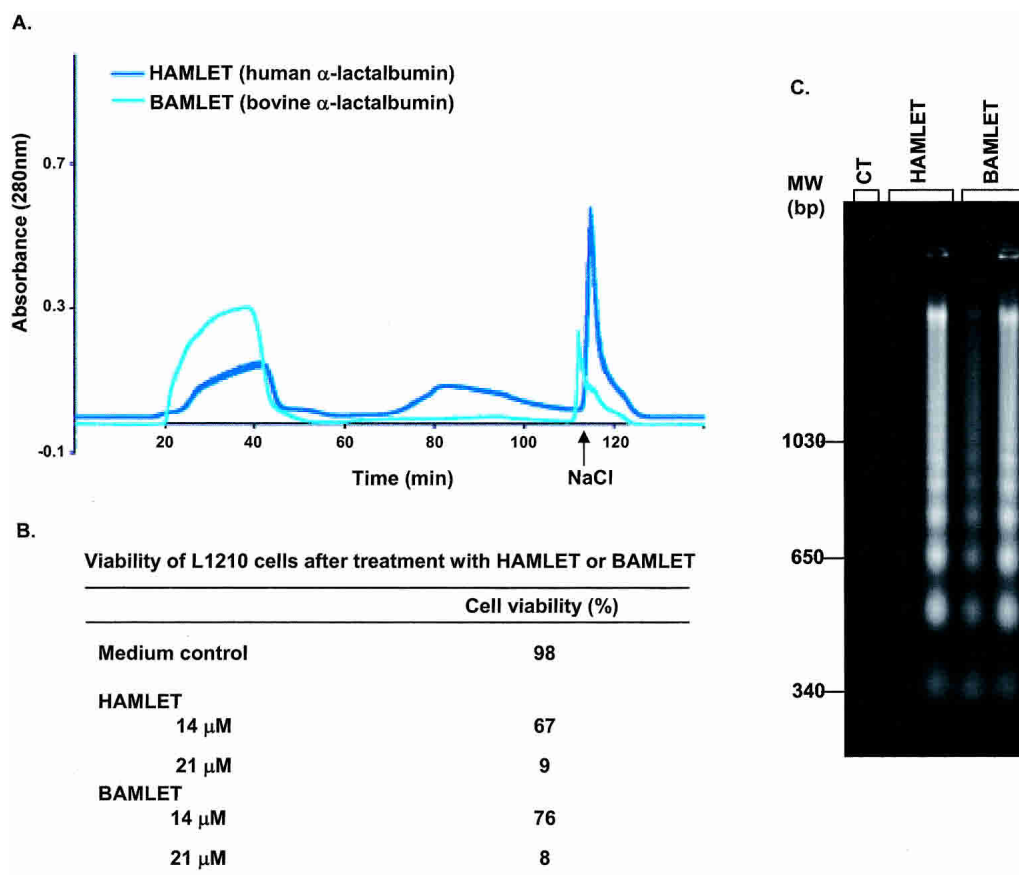 A.
HAMLET (human α-lactalbumin)
BAMLET (bovine α-lactalbumin)
Absorbance (280nm)
0.7
0.3
-0.1
20 40 60 80 100 120
Time (min)
NaCl
B.
Viability of L1210 cells after treatment with HAMLET or BAMLET
Cell viability (%)
Medium control 98
HAMLET
14 μM 67
21 μM 9
BAMLET
14 μM 76
21 μM 8
C.
CT
HAMLET
BAMLET
MW
(bp)
1030
650
340